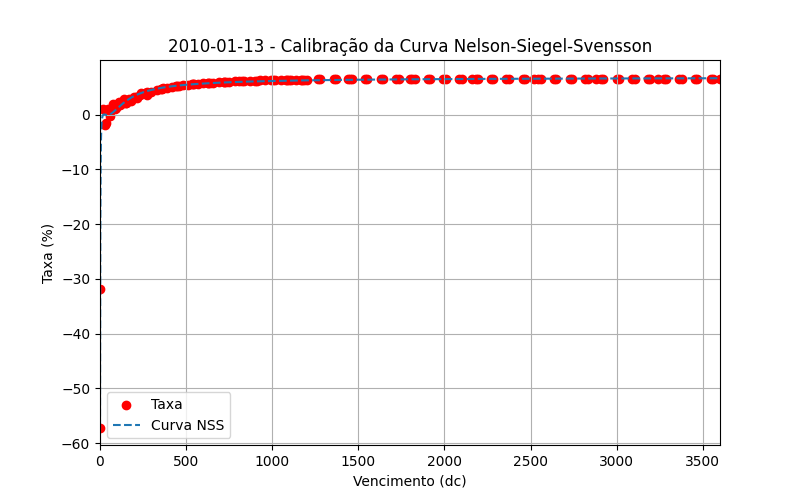 2010-01-13 - Calibração da Curva Nelson-Siegel-Svensson
Taxa (%)
0
−10
−20
−30
−40
−50
−60
Taxa
Curva NSS
0 500 1000 1500 2000 2500 3000 3500
Vencimento (dc)